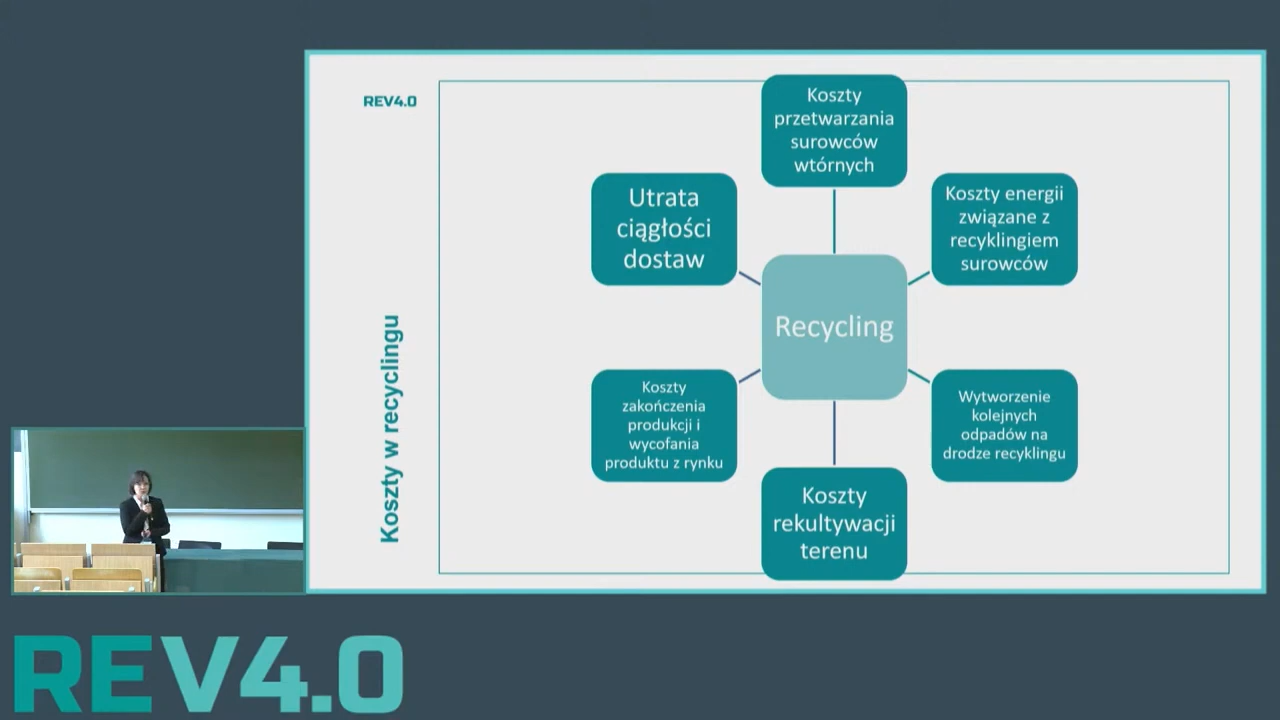 REV4.0
Koszty w recyclingu
Koszty
przetwarzania
surowców
wtórnych
Utrata
ciągłości
dostaw
Koszty energii
związane z
recyklingiem
surowców
Recycling
Koszty
zakończenia
produkcji i
wycofania
produktu z rynku
Wytworzenie
kolejnych
odpadów na
drodze recyklingu
Koszty
rekultywacji
terenu
REV4.0